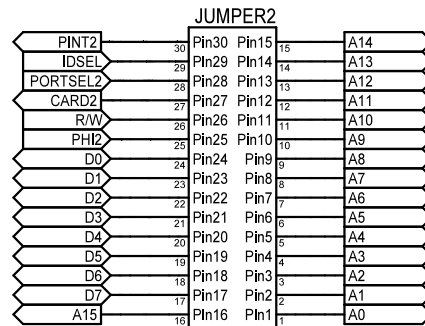 JUMPER2
PINT2 30 Pin30 Pin15 15 A14
IDSEL 29 Pin29 Pin14 14 A13
PORTSEL2 28 Pin28 Pin13 13 A12
CARD2 27 Pin27 Pin12 12 A11
R/W 26 Pin26 Pin11 11 A10
PHI2 25 Pin25 Pin10 10 A9
D0 24 Pin24 Pin9 9 A8
D1 23 Pin23 Pin8 8 A7
D2 22 Pin22 Pin7 7 A6
D3 21 Pin21 Pin6 6 A5
D4 20 Pin20 Pin5 5 A4
D5 19 Pin19 Pin4 4 A3
D6 18 Pin18 Pin3 3 A2
D7 17 Pin17 Pin2 2 A1
A15 16 Pin16 Pin1 1 A0